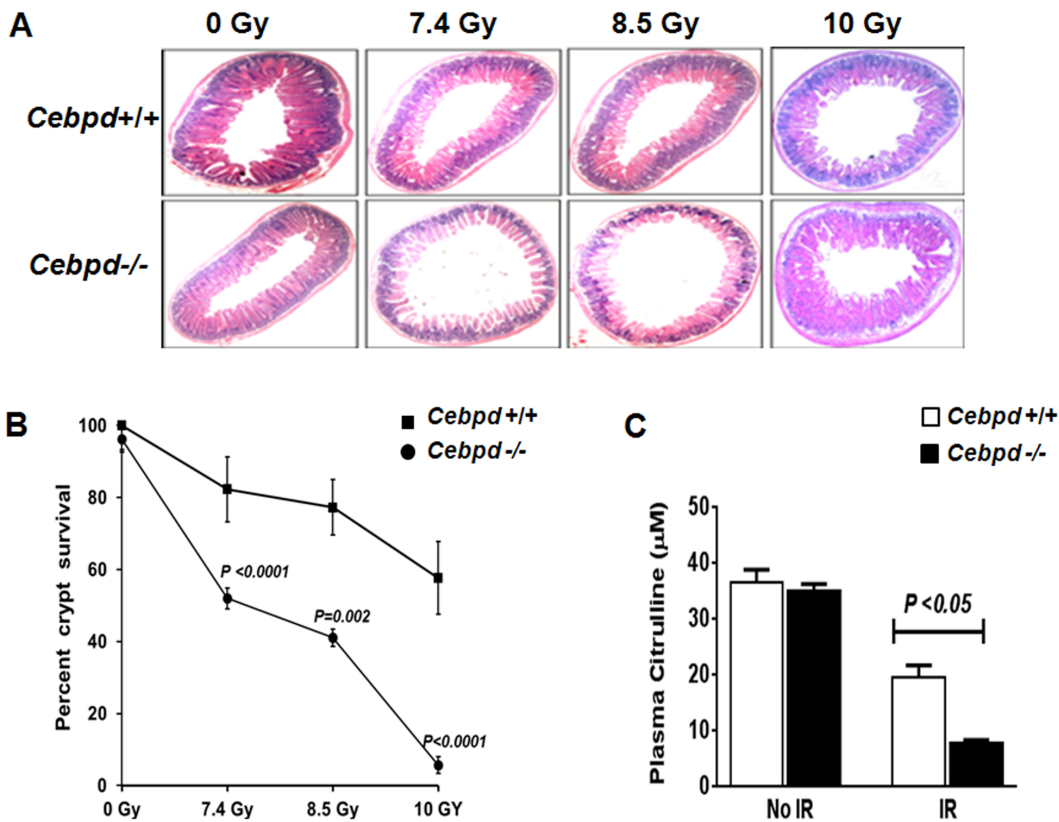 A
0 Gy 7.4 Gy 8.5 Gy 10 Gy
Cebpd+/+
Cebpd-/-
B
Cebpd +/+
Cebpd -/-
Percent crypt survival
100
80
60
40
20
0
P <0.0001
P=0.002
P<0.0001
0 Gy 7.4 Gy 8.5 Gy 10 GY
C
Cebpd +/+
Cebpd -/-
Plasma Citrulline (µM)
50
40
30
20
10
0
P <0.05
No IR IR